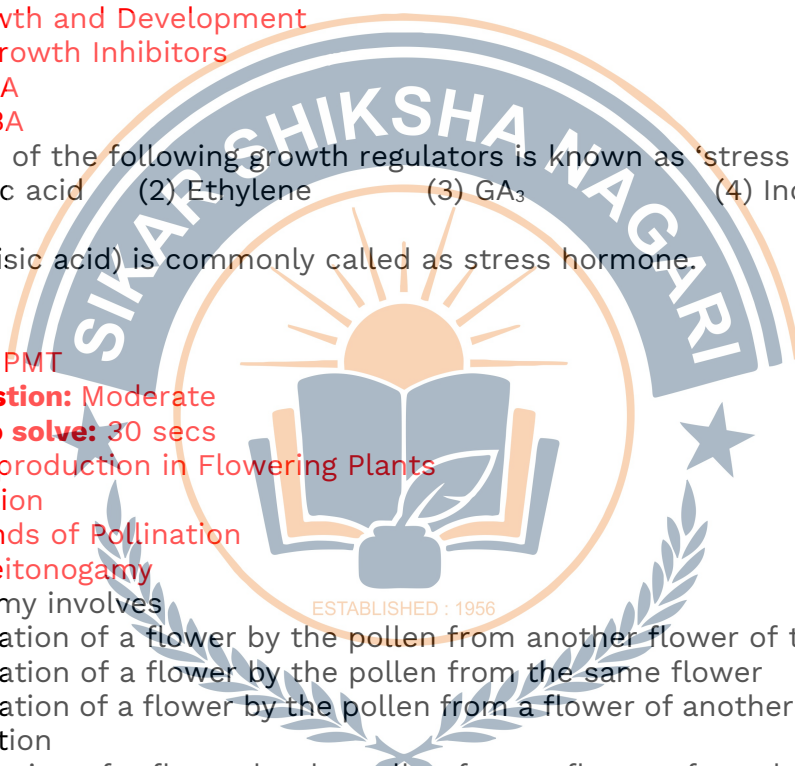 wth and Development
rowth Inhibitors
A
BA
of the following growth regulators is known as ‘stress
c acid (2) Ethylene (3) GA₃ (4) Ind
isic acid) is commonly called as stress hormone.
PMT
stion: Moderate
o solve: 30 secs
production in Flowering Plants
ion
nds of Pollination
eitonogamy
my involves
ation of a flower by the pollen from another flower of t
ation of a flower by the pollen from the same flower
ation of a flower by the pollen from a flower of another
tion
SIKAR SHIKSHA NAGARI
ESTABLISHED : 1956